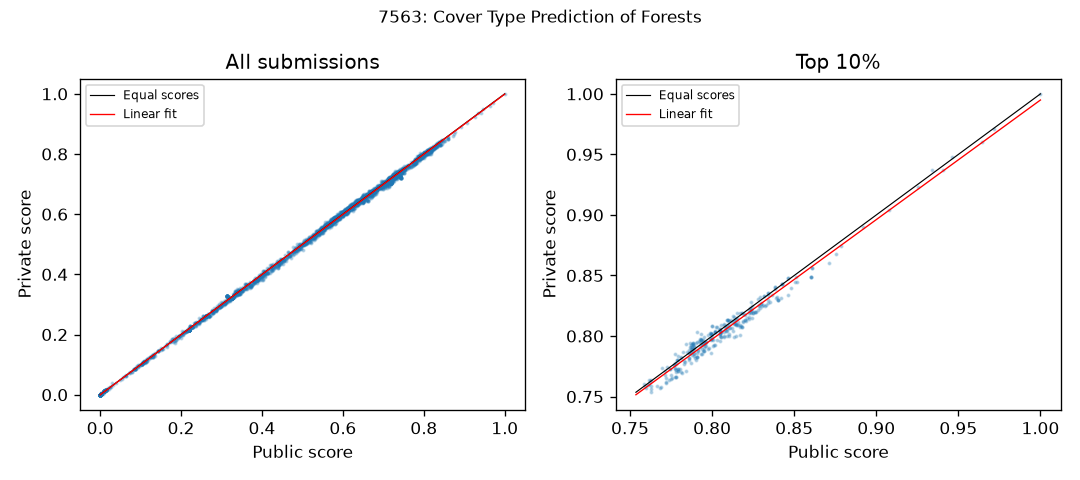 7563: Cover Type Prediction of Forests
All submissions
Private score
1.0
0.8
0.6
0.4
0.2
0.0
Equal scores
Linear fit
0.0 0.2 0.4 0.6 0.8 1.0
Public score
Top 10%
Private score
1.00
0.95
0.90
0.85
0.80
0.75
Equal scores
Linear fit
0.75 0.80 0.85 0.90 0.95 1.00
Public score